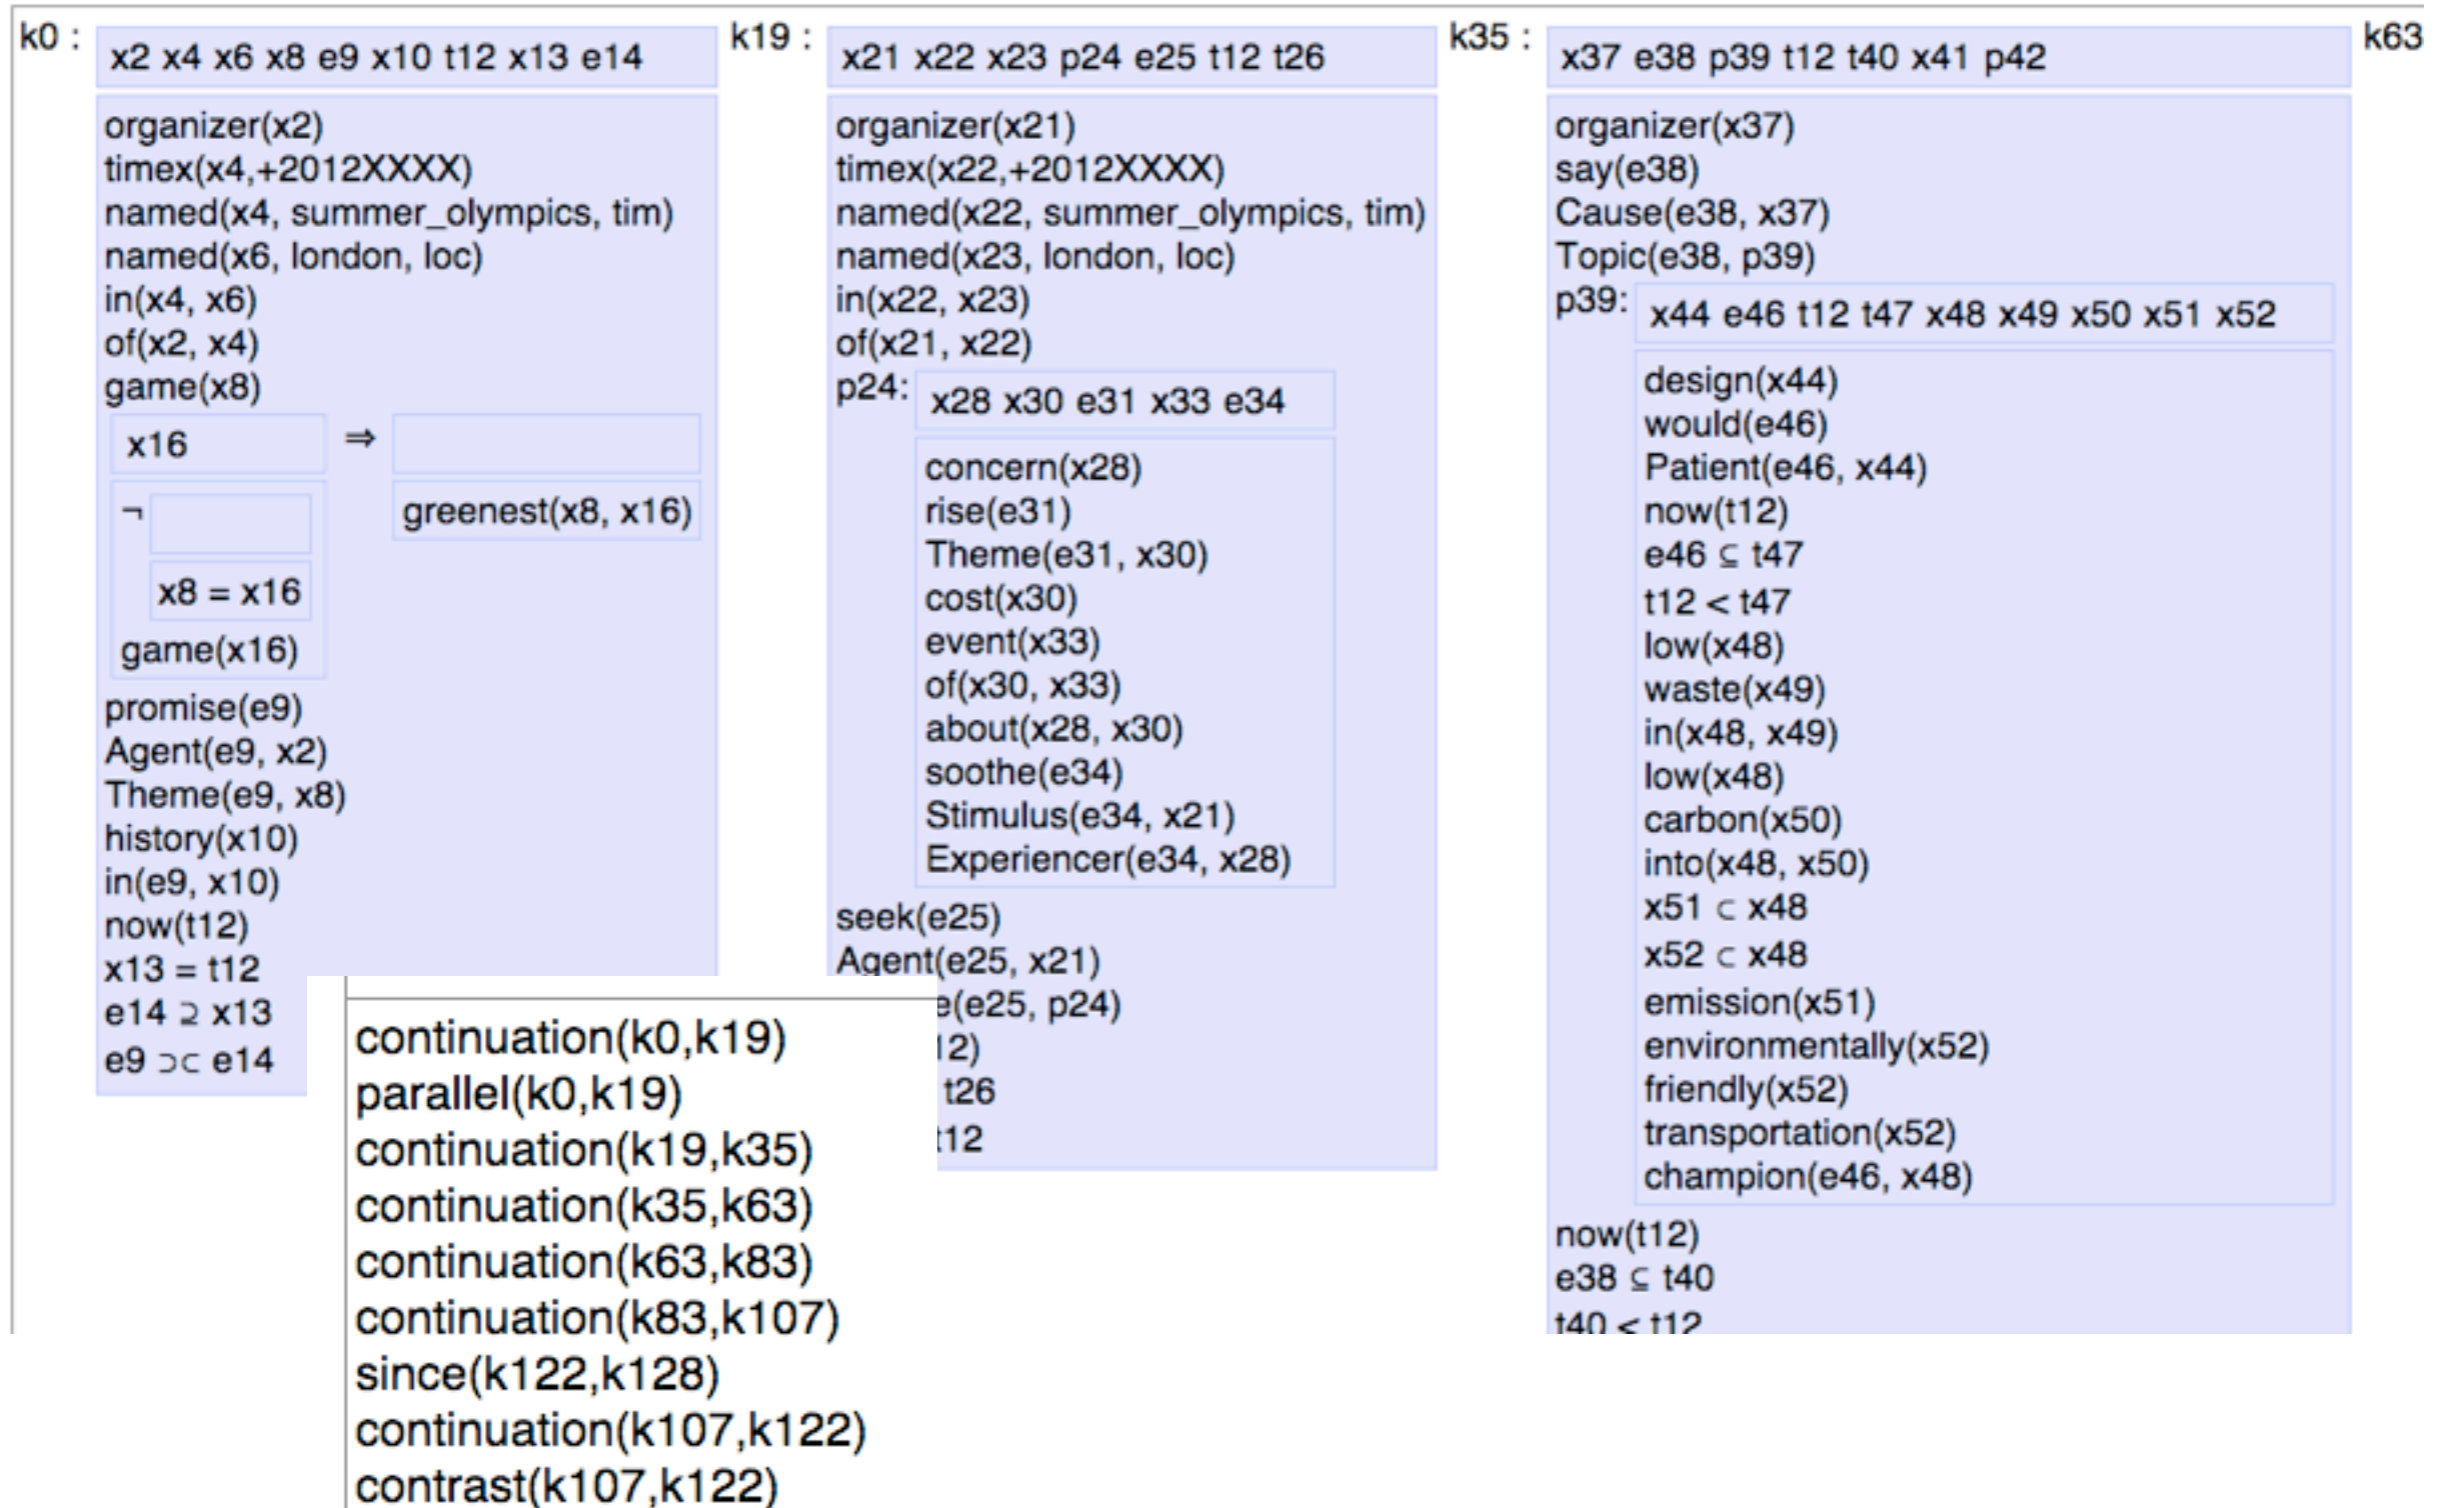 k0 :
x2 x4 x6 x8 e9 x10 t12 x13 e14
organizer(x2)
timex(x4,+2012XXXX)
named(x4, summer_olympics, tim)
named(x6, london, loc)
in(x4, x6)
of(x2, x4)
game(x8)
x16
⇒
¬
x8 = x16
game(x16)
greenest(x8, x16)
promise(e9)
Agent(e9, x2)
Theme(e9, x8)
history(x10)
in(e9, x10)
now(t12)
x13 = t12
e14 ⊇ x13
e9 ⊃⊂ e14
k19 :
x21 x22 x23 p24 e25 t12 t26
organizer(x21)
timex(x22,+2012XXXX)
named(x22, summer_olympics, tim)
named(x23, london, loc)
in(x22, x23)
of(x21, x22)
p24:
x28 x30 e31 x33 e34
concern(x28)
rise(e31)
Theme(e31, x30)
cost(x30)
event(x33)
of(x30, x33)
about(x28, x30)
soothe(e34)
Stimulus(e34, x21)
Experiencer(e34, x28)
seek(e25)
Agent(e25, x21)
e(e25, p24)
12)
t26
t12
k35 :
x37 e38 p39 t12 t40 x41 p42
organizer(x37)
say(e38)
Cause(e38, x37)
Topic(e38, p39)
p39:
x44 e46 t12 t47 x48 x49 x50 x51 x52
design(x44)
would(e46)
Patient(e46, x44)
now(t12)
e46 ⊆ t47
t12 < t47
low(x48)
waste(x49)
in(x48, x49)
low(x48)
carbon(x50)
into(x48, x50)
x51 ⊂ x48
x52 ⊂ x48
emission(x51)
environmentally(x52)
friendly(x52)
transportation(x52)
champion(e46, x48)
now(t12)
e38 ⊆ t40
t40 < t12
k63
continuation(k0,k19)
parallel(k0,k19)
continuation(k19,k35)
continuation(k35,k63)
continuation(k63,k83)
continuation(k83,k107)
since(k122,k128)
continuation(k107,k122)
contrast(k107,k122)